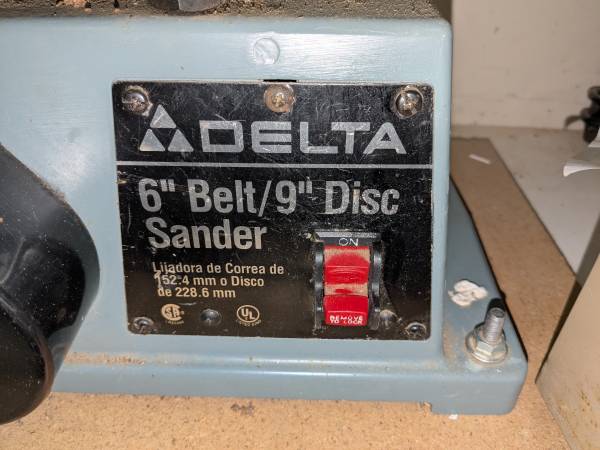 DELTA
6" Belt/9" Disc
Sander
Lijadora de Correa de
152.4 mm o Disco
de 228.6 mm
ON
REMOVE
TO LOCK
UL